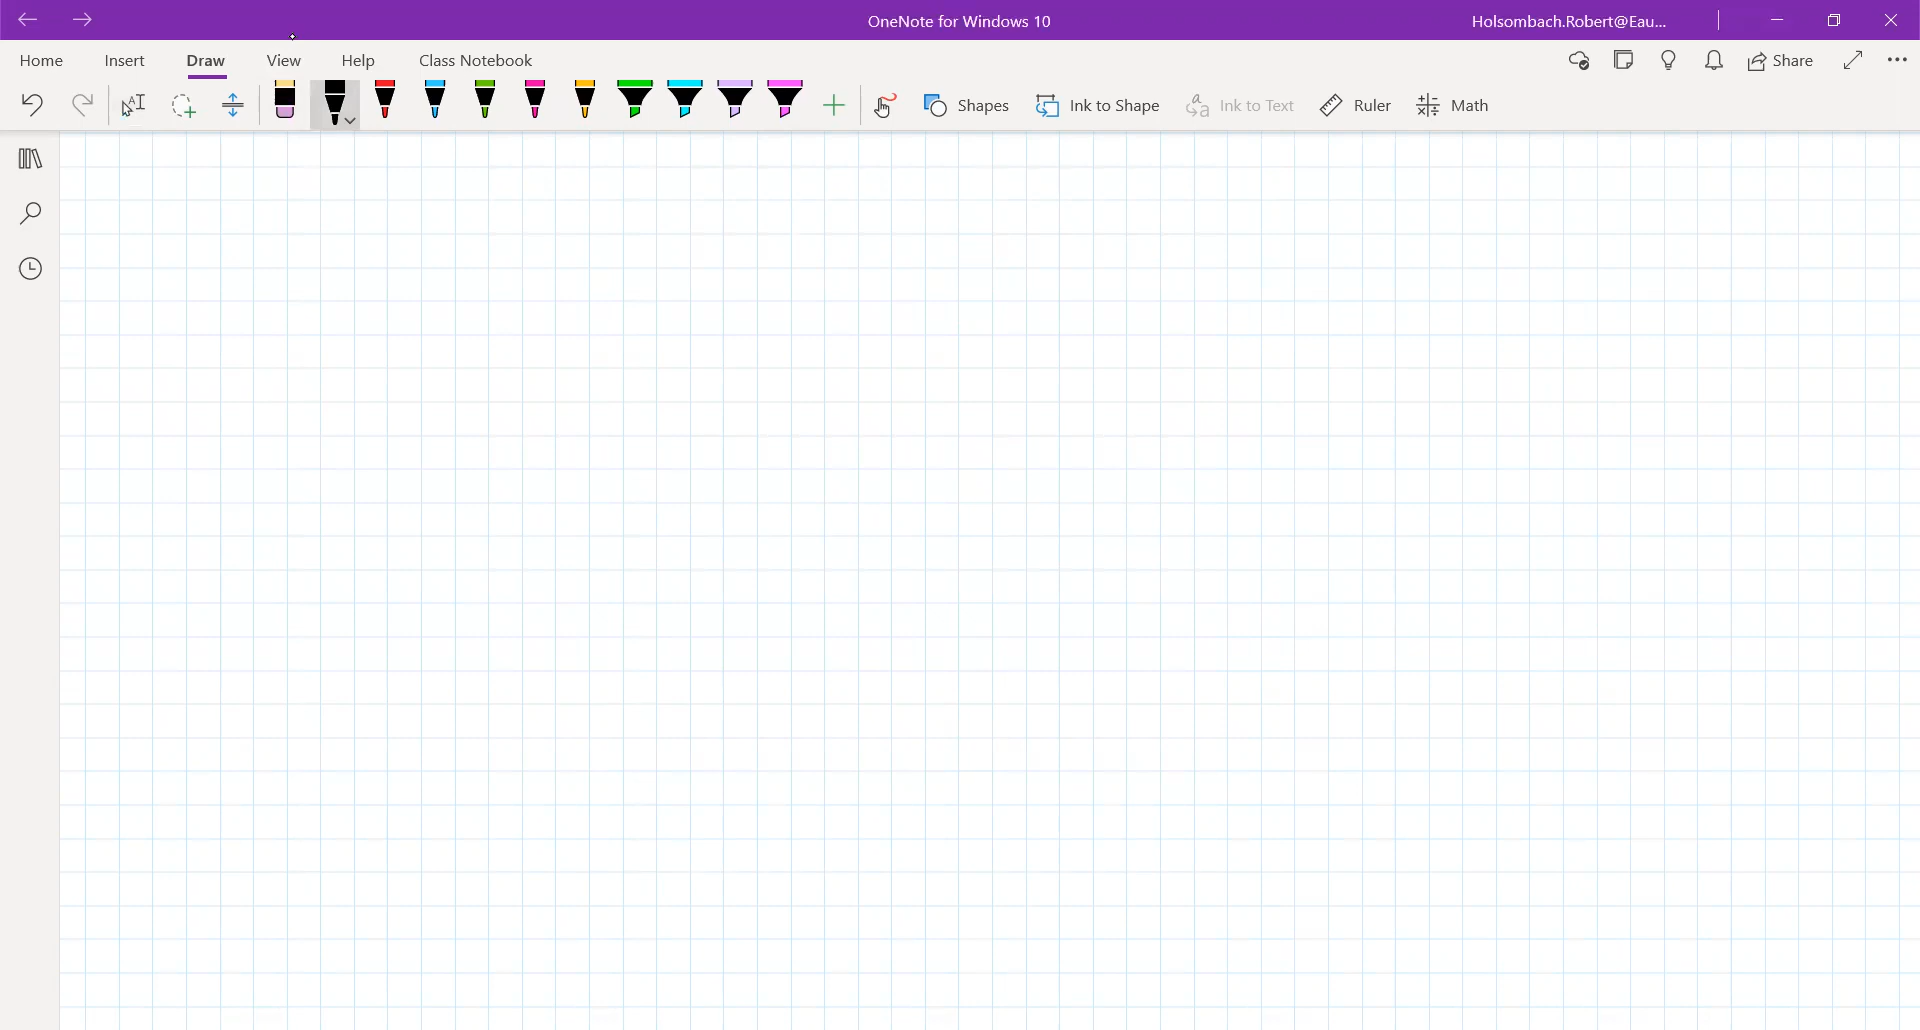 OneNote for Windows 10
Holsombach.Robert@Eau...
Home Insert Draw View Help Class Notebook Share
Shapes Ink to Shape Ink to Text Ruler Math